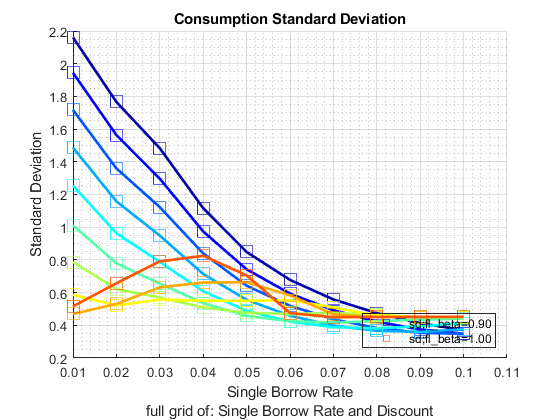 Consumption Standard Deviation
2.2
2
1.8
1.6
1.4
1.2
1
0.8
0.6
0.4
0.2
Standard Deviation
sd;fl_beta=0.90
sd;fl_beta=1.00
0.01 0.02 0.03 0.04 0.05 0.06 0.07 0.08 0.09 0.1 0.11
Single Borrow Rate
full grid of: Single Borrow Rate and Discount